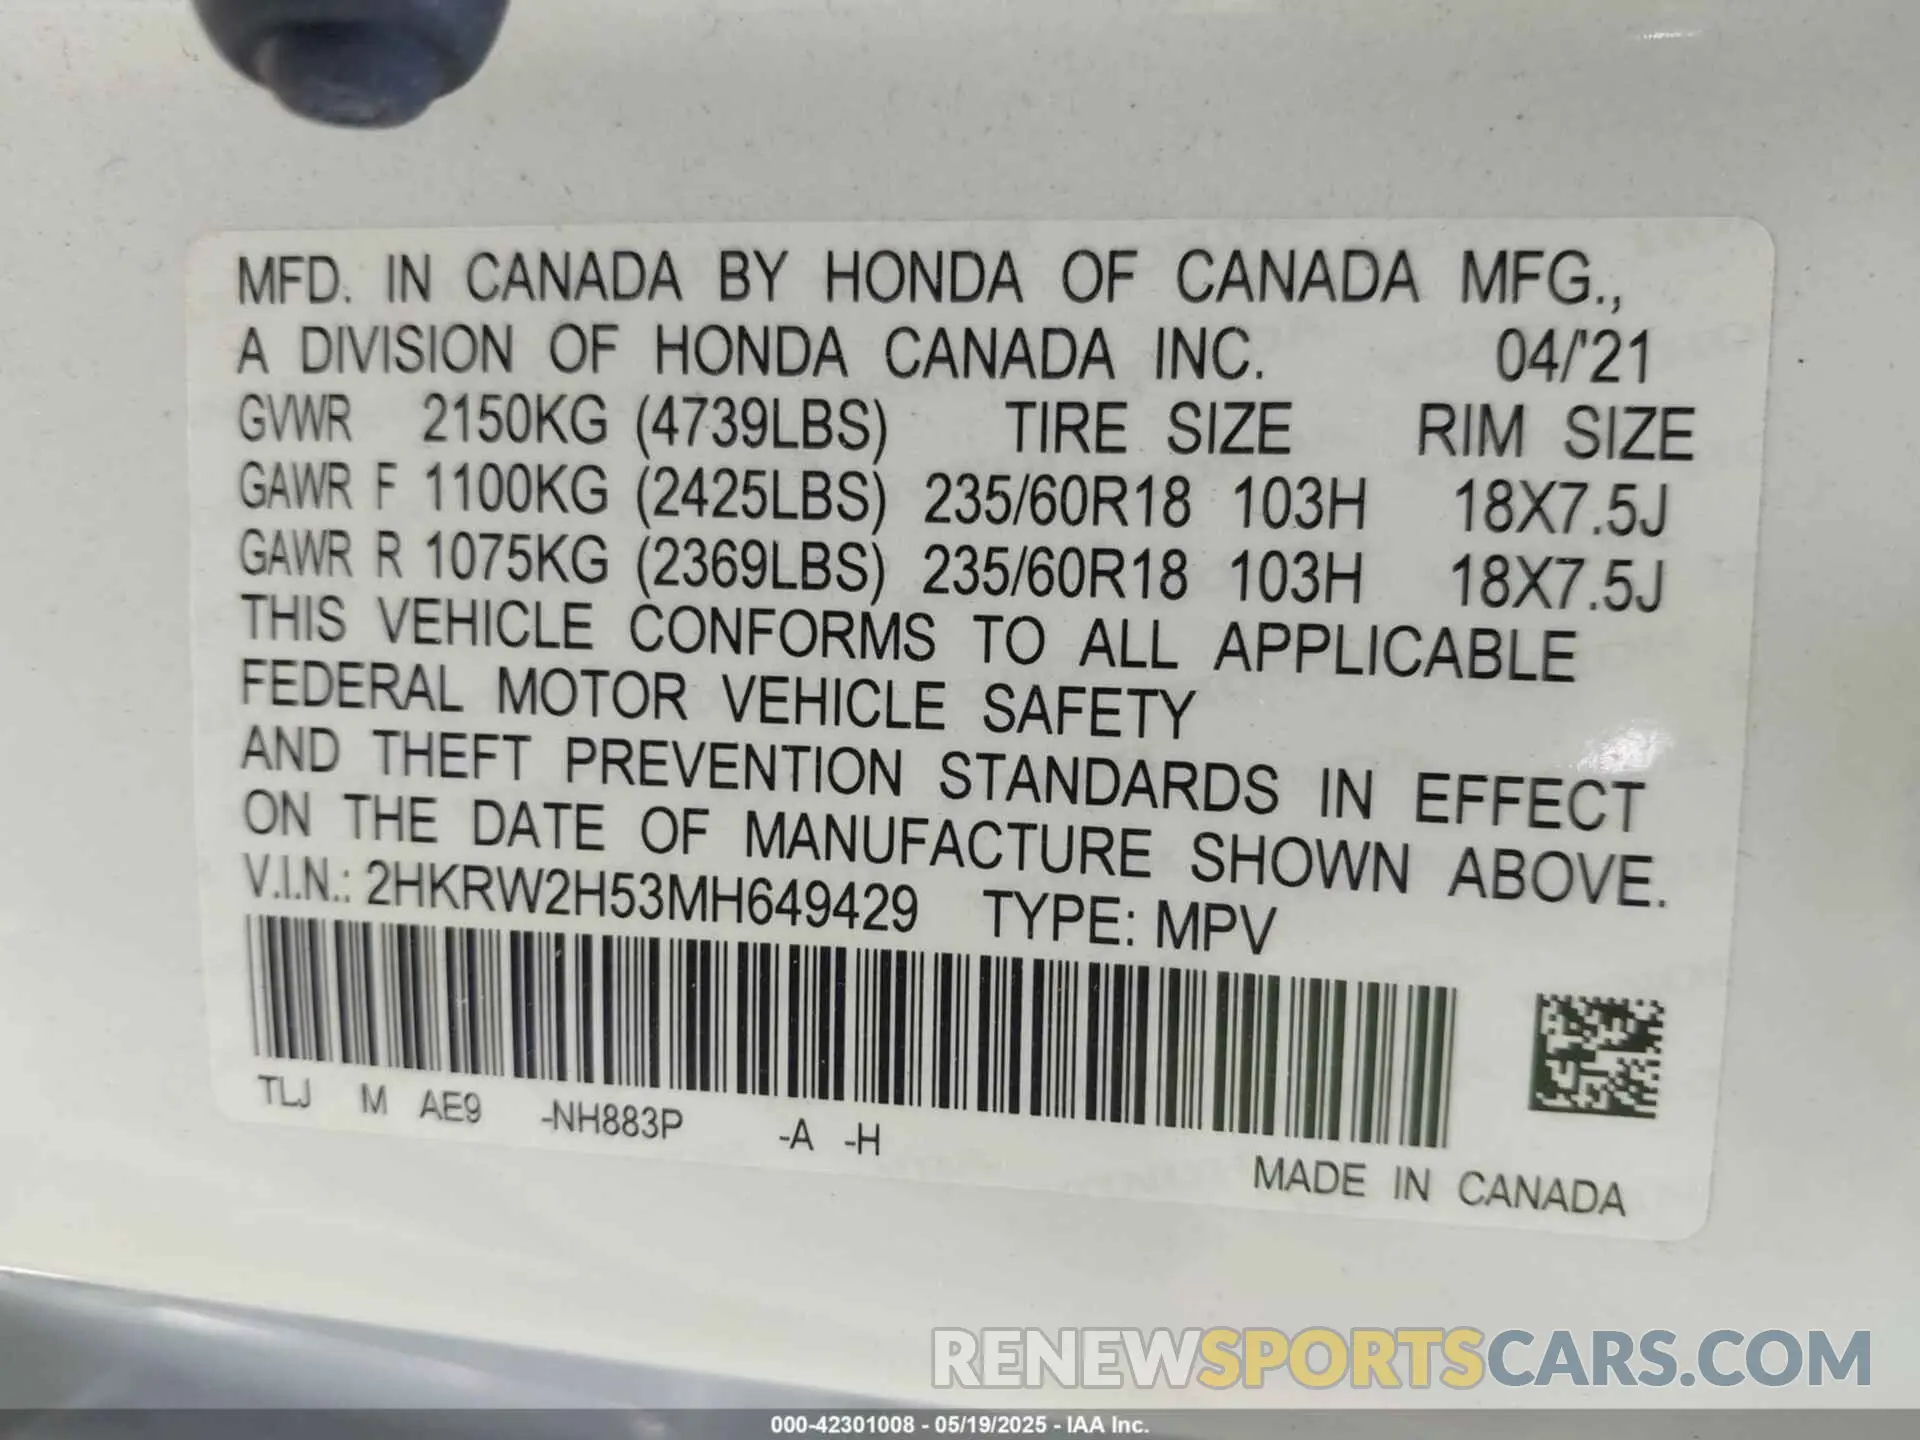 MFD. IN CANADA BY HONDA OF CANADA MFG.,
A DIVISION OF HONDA CANADA INC. 04/'21
GVWR 2150KG (4739LBS) TIRE SIZE RIM SIZE
GAWR F 1100KG (2425LBS) 235/60R18 103H 18X7.5J
GAWR R 1075KG (2369LBS) 235/60R18 103H 18X7.5J
THIS VEHICLE CONFORMS TO ALL APPLICABLE
FEDERAL MOTOR VEHICLE SAFETY
AND THEFT PREVENTION STANDARDS IN EFFECT
ON THE DATE OF MANUFACTURE SHOWN ABOVE.
V.I.N.: 2HKRW2H53MH649429 TYPE: MPV
TLJ M AE9 -NH883P -A -H
MADE IN CANADA
RENEWSPORTSCARS.COM
000-42301008 - 05/19/2025 - IAA Inc.